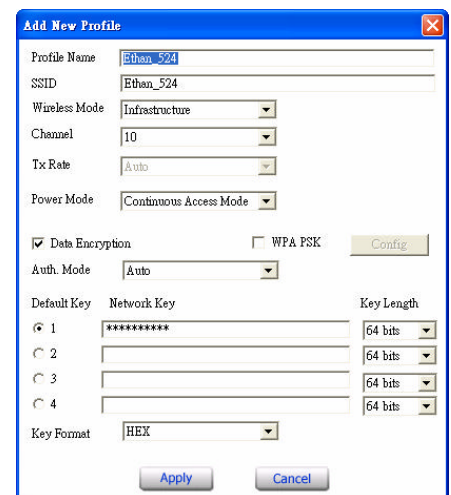 Add New Profile
Profile Name Ethan_524
SSID Ethan_524
Wireless Mode Infrastructure
Channel 10
Tx Rate Auto
Power Mode Continuous Access Mode
Data Encryption WPA PSK Config
Auth. Mode Auto
Default Key Network Key Key Length
1 ********** 64 bits
2 64 bits
3 64 bits
4 64 bits
Key Format HEX
Apply Cancel